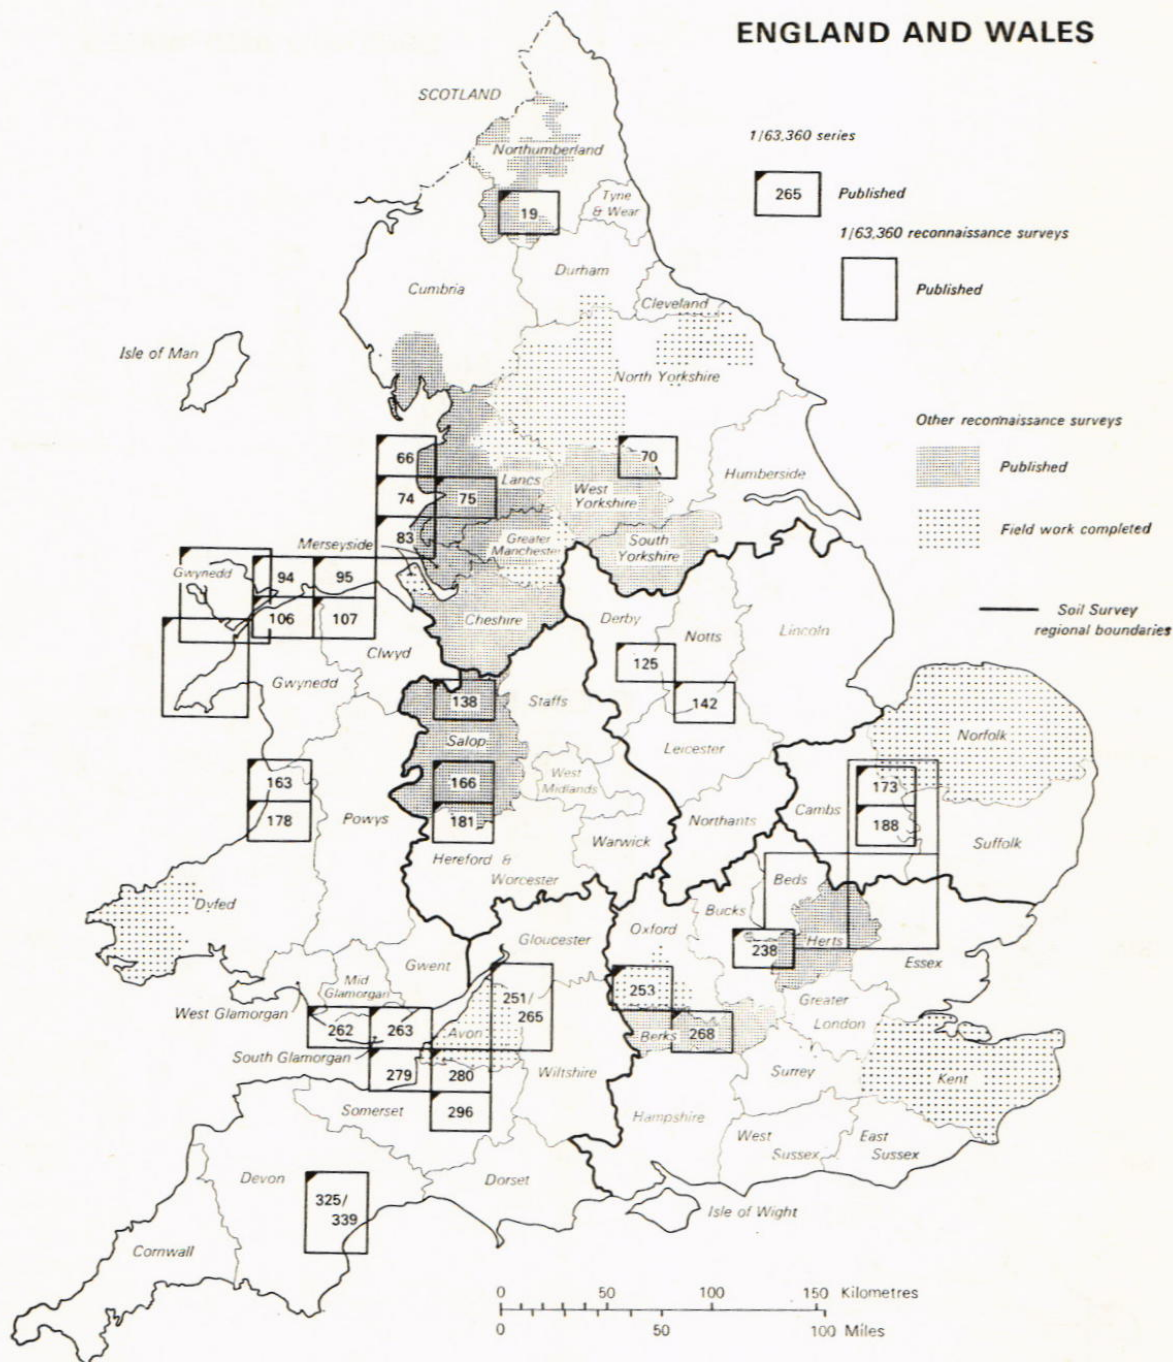 ENGLAND AND WALES
SCOTLAND
1/63,360 series
Northumberland
265
Published
Tyne
& Wear
19
1/63,360 reconnaissance surveys
Durham
Cumbria
Published
Cleveland
Isle of Man
North Yorkshire
Other reconnaissance surveys
66
70
Published
Lancs
Humberside
74
75
West
Yorkshire
Field work completed
83
Merseyside
Greater
Manchester
South
Yorkshire
Gwynedd
94
95
Soil Survey
regional boundaries
106
107
Cheshire
Derby
Notts
Lincoln
Clwyd
125
Gwynedd
138
Staffs
142
Salop
Leicester
Norfolk
163
166
West
Midlands
173
178
Powys
181
Cambs
188
Warwick
Northants
Suffolk
Hereford &
Worcester
Beds
Dyfed
Bucks
Gloucester
Oxford
238
Herts
Essex
Gwent
Mid
Glamorgan
251/
265
253
Greater
London
West Glamorgan
262
263
Avon
Berks
268
South Glamorgan
279
280
Wiltshire
Surrey
Kent
Somerset
296
Hampshire
West
Sussex
East
Sussex
Devon
Dorset
325/
339
Isle of Wight
Cornwall
0 50 100 150 Kilometres
0 50 100 Miles